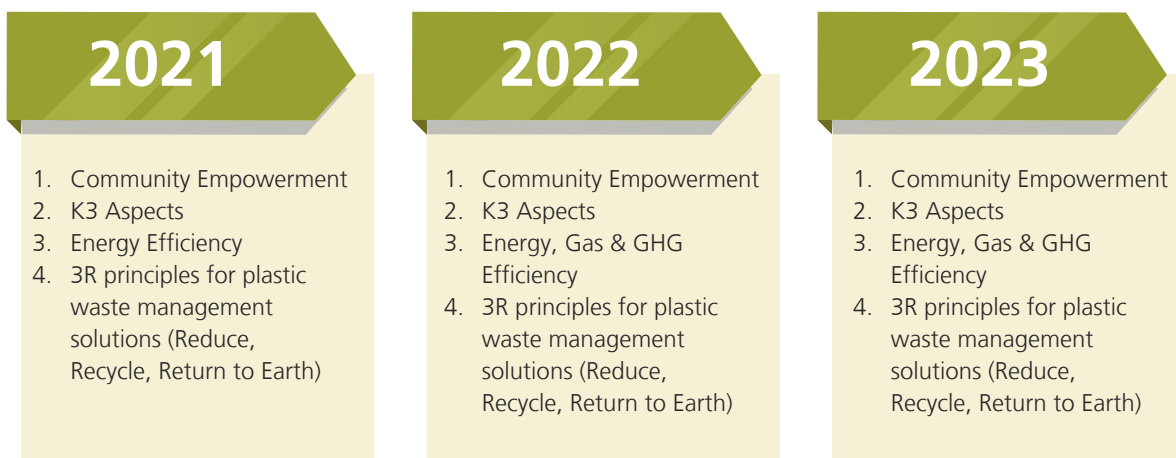 2021
1. Community Empowerment
2. K3 Aspects
3. Energy Efficiency
4. 3R principles for plastic
waste management
solutions (Reduce,
Recycle, Return to Earth)
2022
1. Community Empowerment
2. K3 Aspects
3. Energy, Gas & GHG
Efficiency
4. 3R principles for plastic
waste management
solutions (Reduce,
Recycle, Return to Earth)
2023
1. Community Empowerment
2. K3 Aspects
3. Energy, Gas & GHG
Efficiency
4. 3R principles for plastic
waste management
solutions (Reduce,
Recycle, Return to Earth)